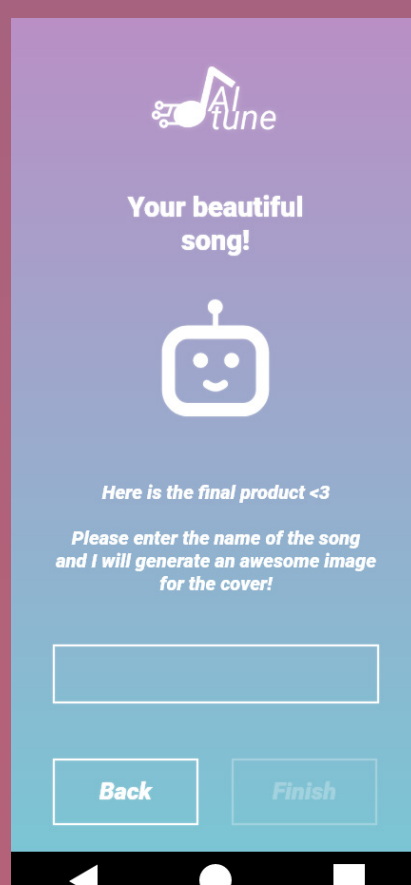 AI
tune
Your beautiful
song!
Here is the final product <3
Please enter the name of the song
and I will generate an awesome image
for the cover!
Back
Finish